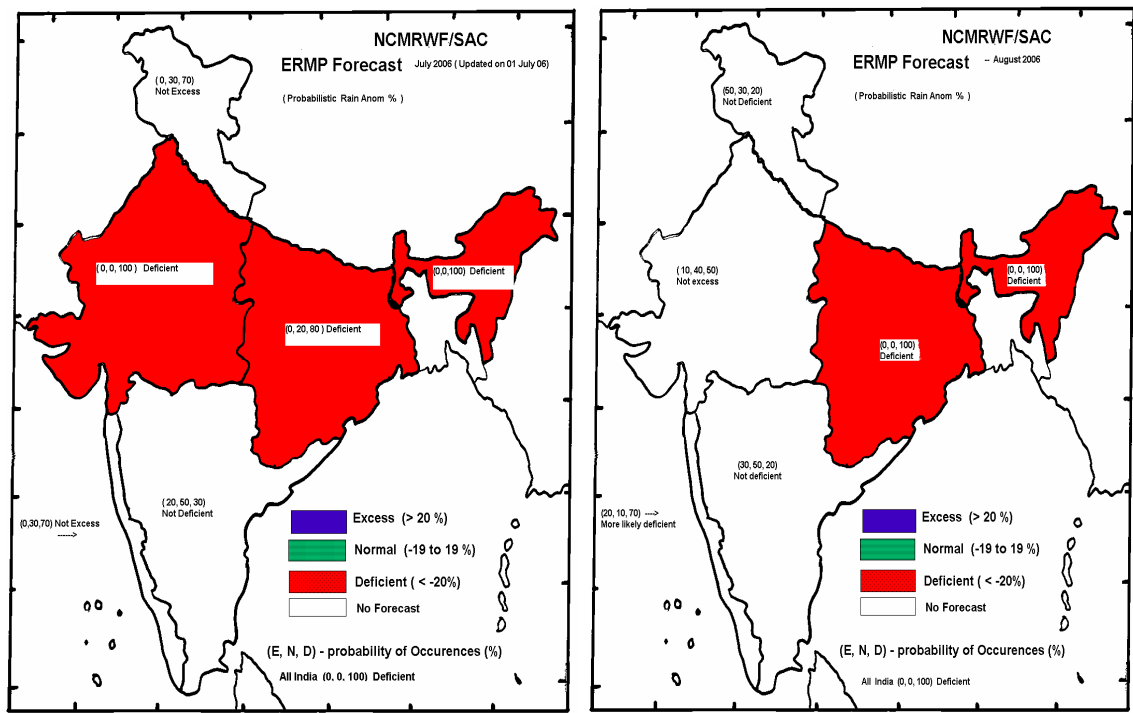 NCMRWF/SAC
ERMP Forecast July 2006 ( Updated on 01 July 06)
( Probabilistic Rain Anom % )
( 0, 30, 70)
Not Excess
( 0, 0, 100 ) Deficient
(0,0,100) Deficient
(0, 20, 80 ) Deficient
(20, 50, 30)
Not Deficient
(0,30,70) Not Excess
---->
Excess (> 20 %)
Normal (-19 to 19 %)
Deficient ( < -20%)
No Forecast
(E, N, D) - probability of Occurences (%)
All India (0, 0, 100) Deficient
NCMRWF/SAC
ERMP Forecast -- August 2006
(Probabilistic Rain Anom %)
(50, 30, 20)
Not Deficient
(10, 40, 50)
Not excess
(0, 0, 100)
Deficient
(0, 0, 100)
Deficient
(30, 50, 20)
Not deficient
(20, 10, 70) ---->
More likely deficient
Excess (> 20 %)
Normal (-19 to 19 %)
Deficient ( < -20%)
No Forecast
(E, N, D) - probability of Occurences (%)
All India (0, 0, 100) Deficient